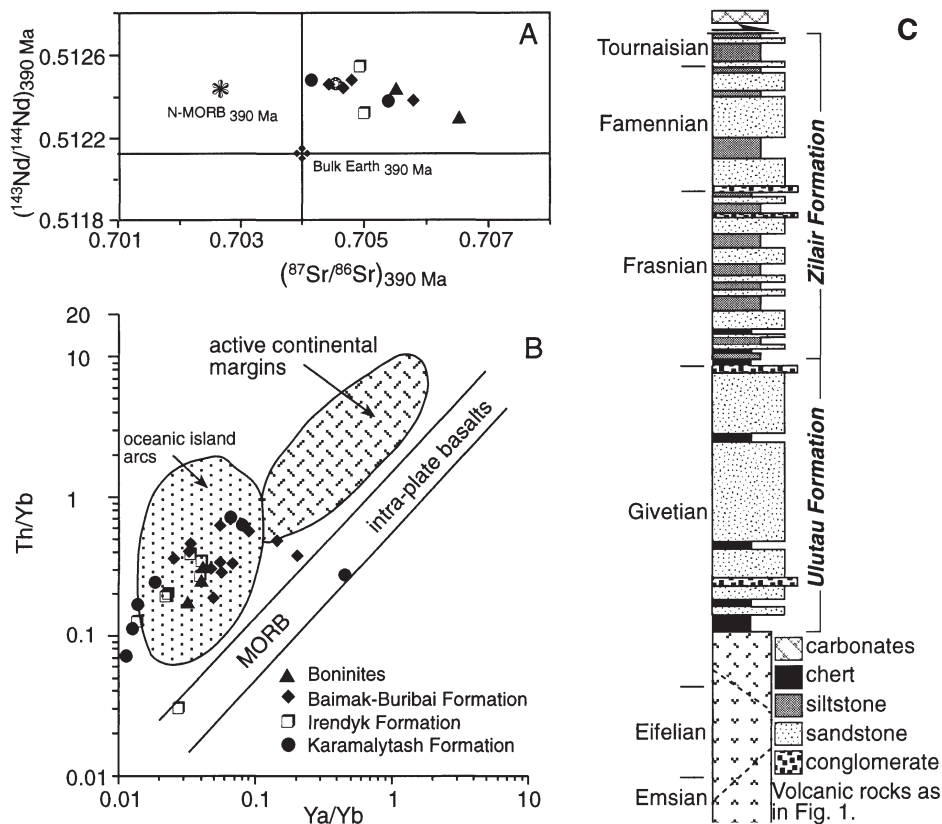 A
0.5126
0.5122
0.5118
(143Nd/144Nd)390 Ma
N-MORB 390 Ma
Bulk Earth 390 Ma
0.701
0.703
0.705
0.707
(87Sr/86Sr)390 Ma
B
20
10
1
0.1
0.01
Th/Yb
active continental
margins
oceanic island
arcs
intra-plate basalts
MORB
Boninites
Baimak-Buribai Formation
Irendyk Formation
Karamalytash Formation
0.01
0.1
1
10
Ya/Yb
C
Tournaisian
Famennian
Frasnian
Givetian
Eifelian
Emsian
Zilair Formation
Ulutau Formation
carbonates
chert
siltstone
sandstone
conglomerate
Volcanic rocks as
in Fig. 1.